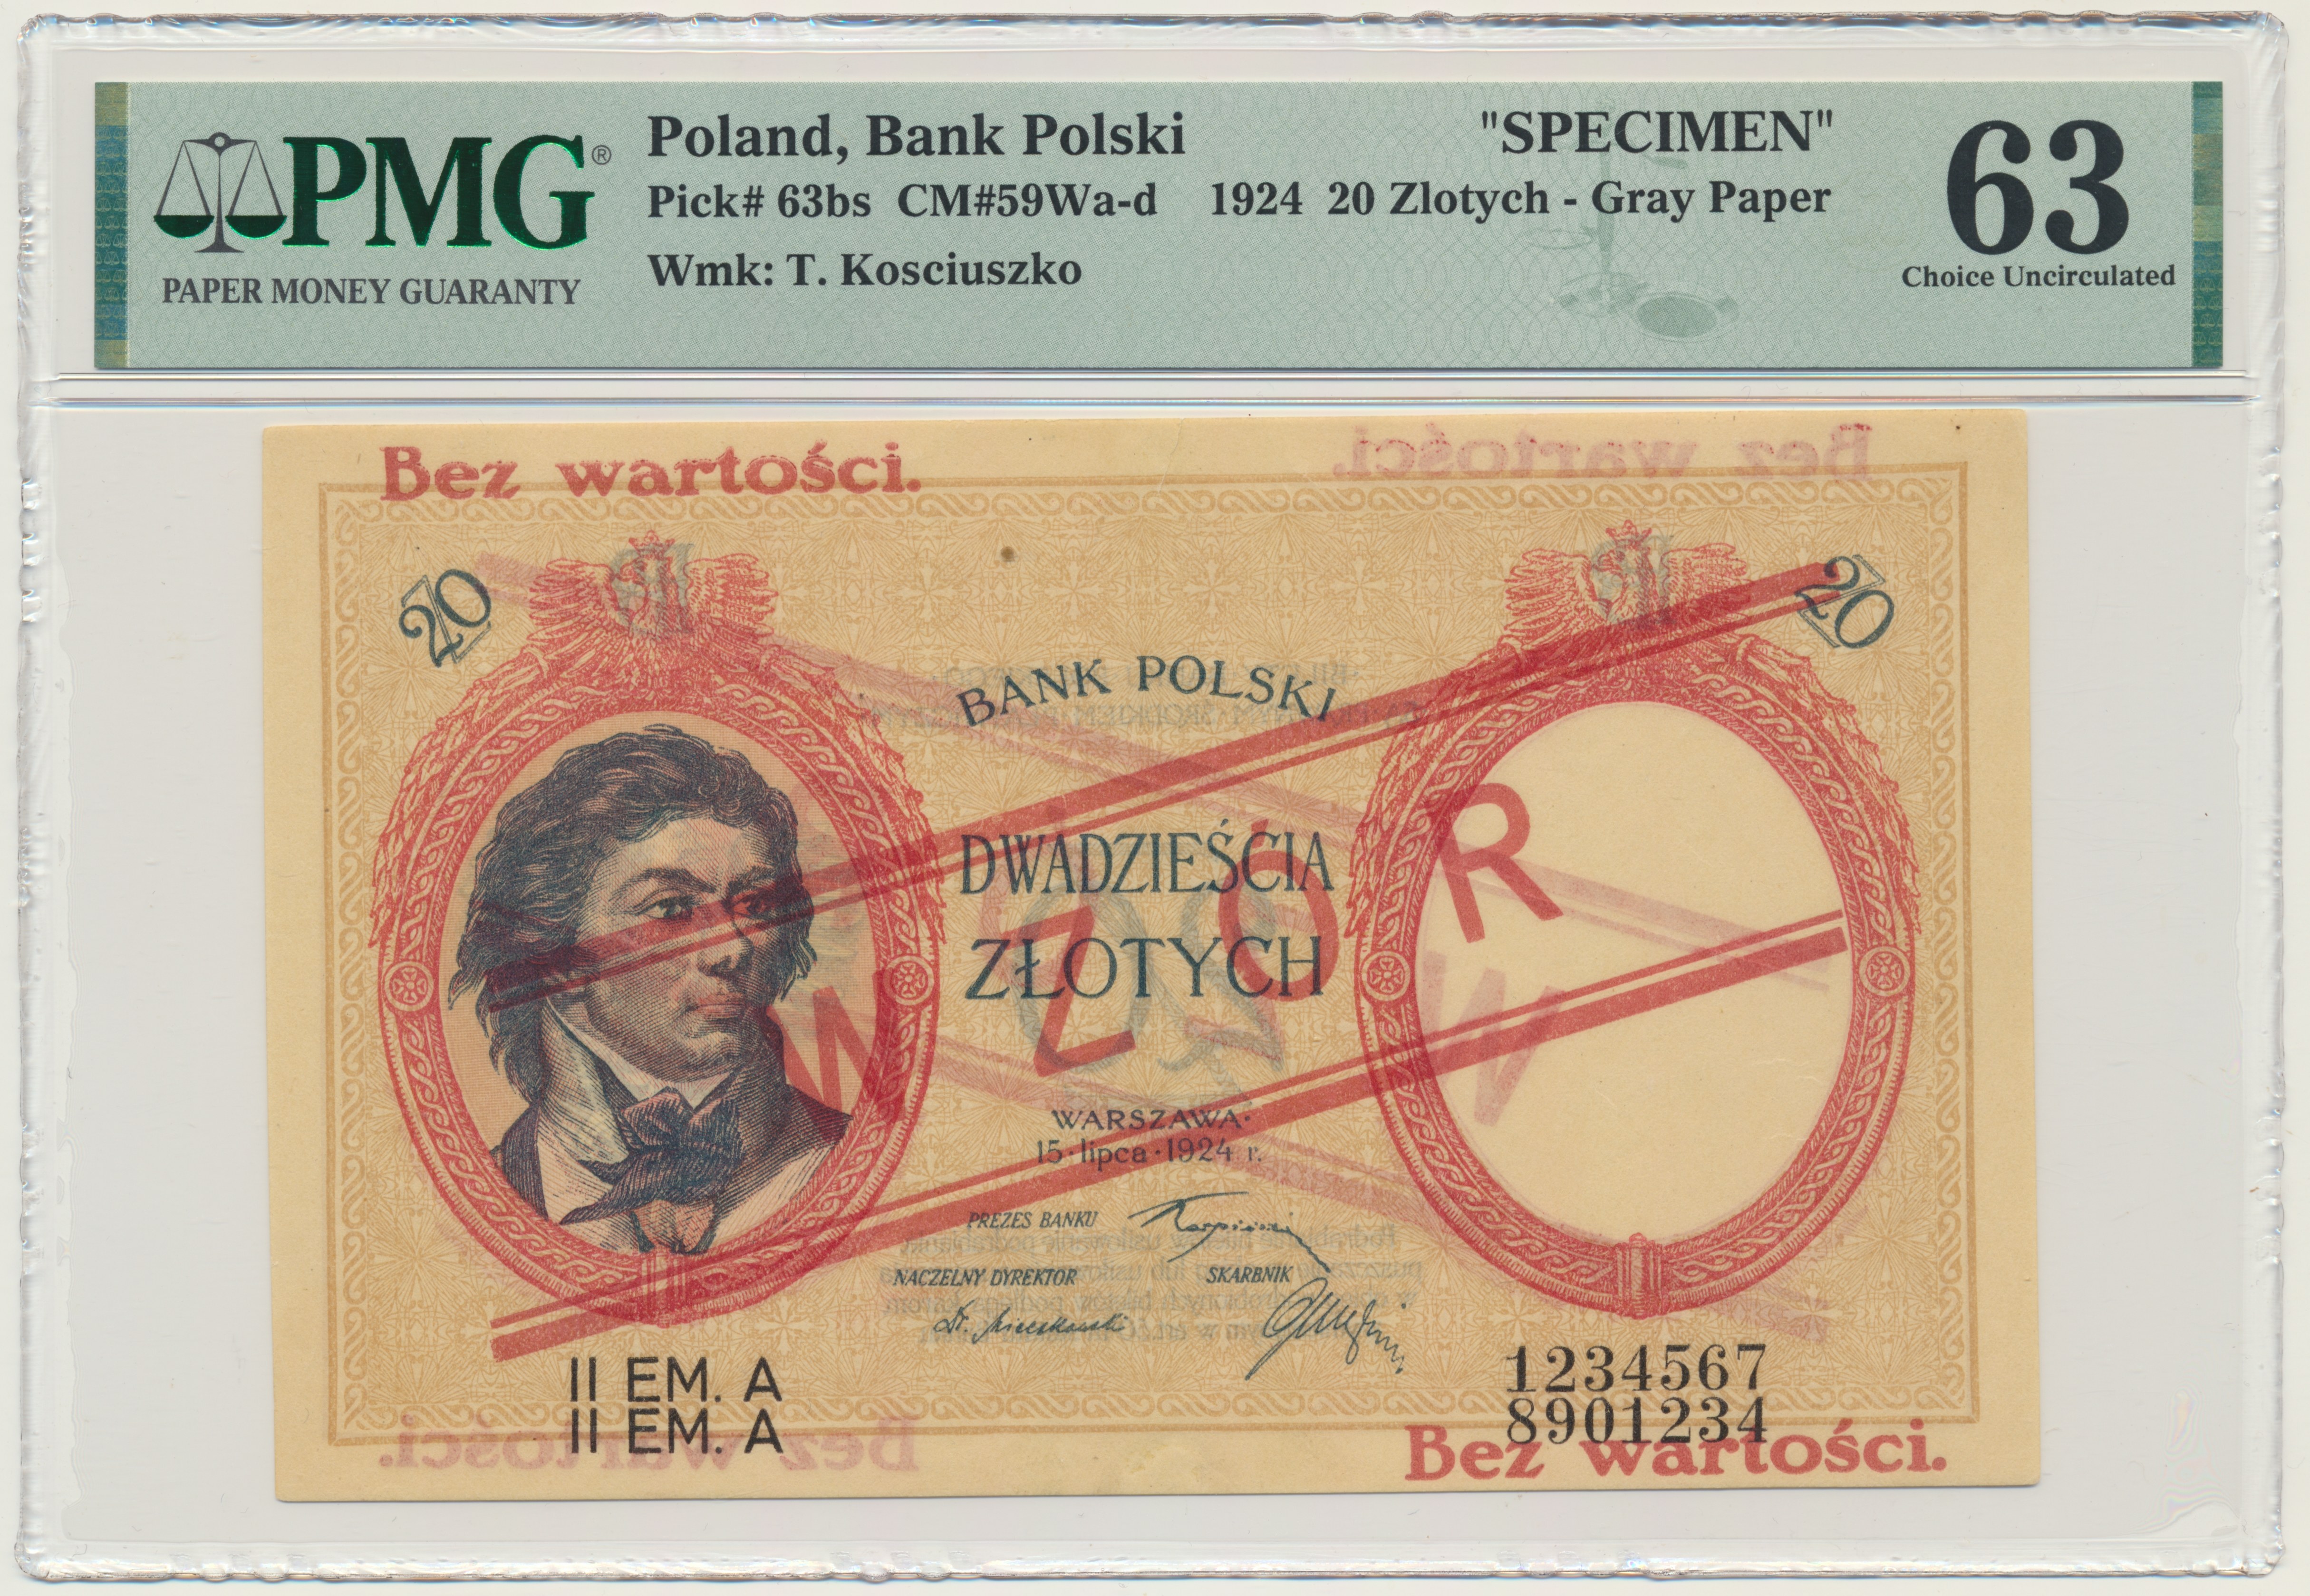 PMG®
PAPER MONEY GUARANTY
Poland, Bank Polski
"SPECIMEN"
Pick# 63bs CM#59Wa-d 1924 20 Zlotych - Gray Paper
Wmk: T. Kosciuszko
63
Choice Uncirculated
Bez wartości.
20
20
BANK POLSKI
DWADZIEŚCIA
ZŁOTYCH
WZÓR
WARSZAWA·
15·lipca·1924 r.
PREZES BANKU
NACZELNY DYREKTOR
SKARBNIK
II EM. A
II EM. A
1234567
8901234
Bez wartości.